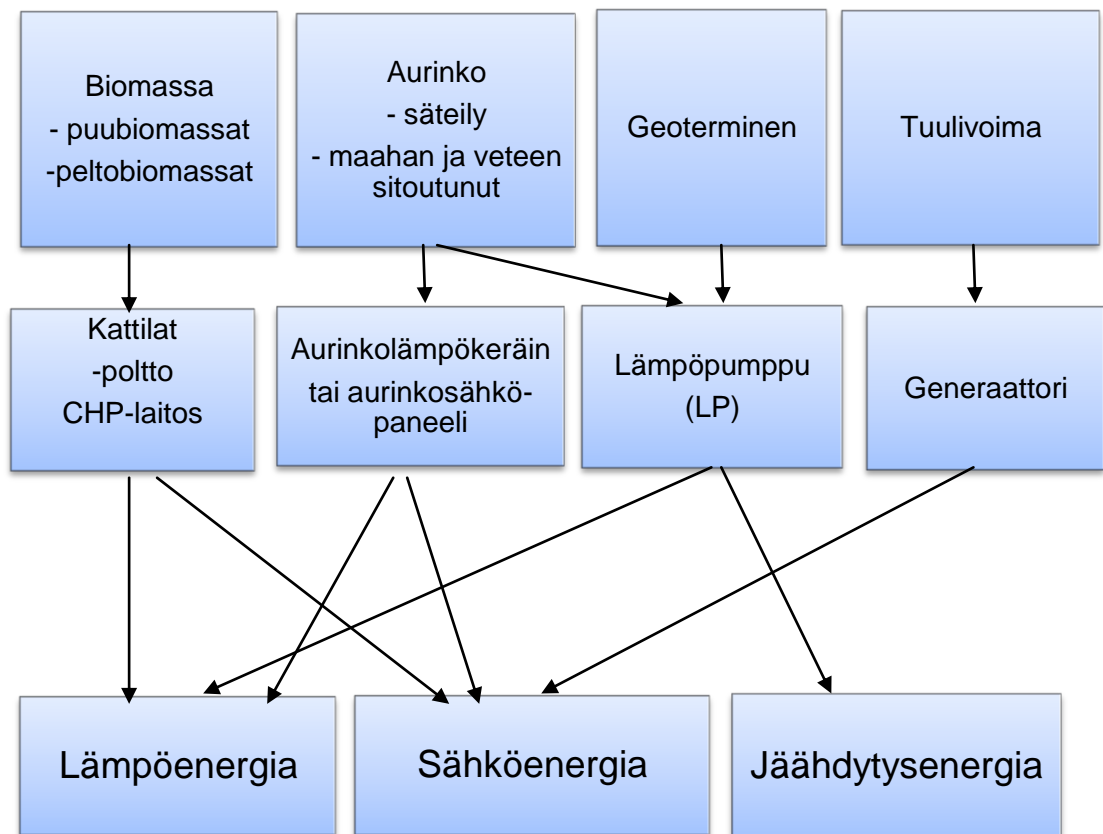 Biomassa
- puubiomassat
-peltobiomassat
Aurinko
- säteily
- maahan ja veteen
sitoutunut
Geoterminen
Tuulivoima
Kattilat
-poltto
CHP-laitos
Aurinkolämpökeräin
tai aurinkosähkö-
paneeli
Lämpöpumppu
(LP)
Generaattori
Lämpöenergia
Sähköenergia
Jäähdytysenergia